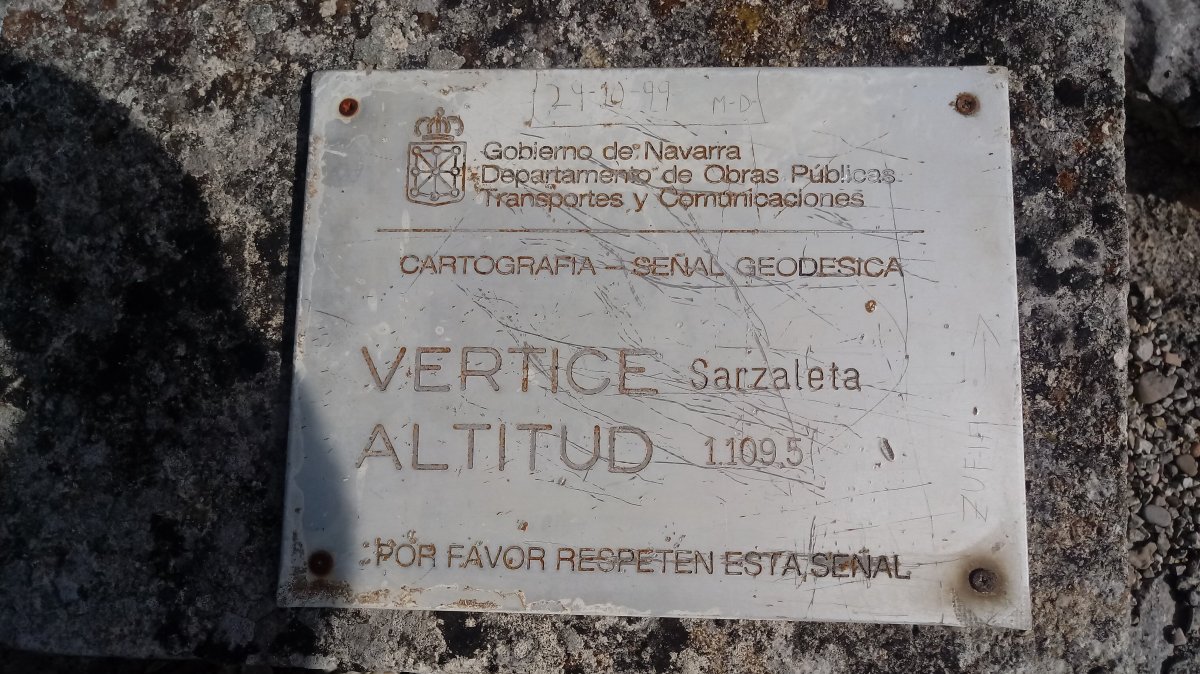 29-10-99 M-D-
Gobierno de Navarra
Departamento de Obras Públicas
Transportes y Comunicaciones
CARTOGRAFIA - SEÑAL GEODESICA
VERTICE Sarzaleta
ALTITUD 1.109.5
POR FAVOR RESPETEN ESTA SEÑAL